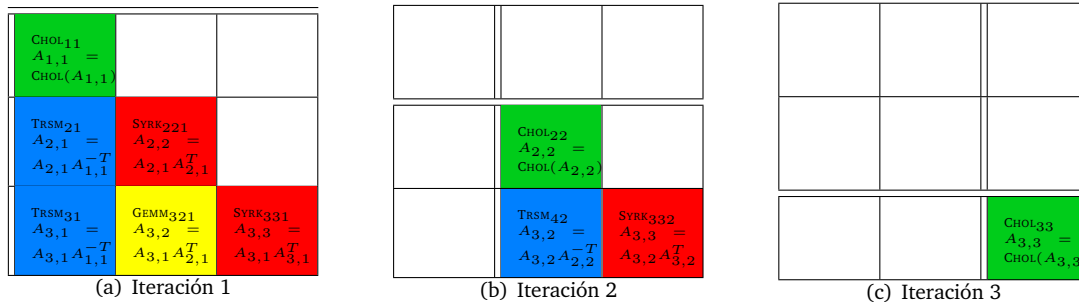 CHOL11
A1,1 =
CHOL(A1,1)
TRSM21
A2,1 =
A2,1 A1,1^-T
SYRK221
A2,2 =
A2,1 A2,1^T
TRSM31
A3,1 =
A3,1 A1,1^-T
GEMM321
A3,2 =
A3,1 A2,1^T
SYRK331
A3,3 =
A3,1 A3,1^T
(a) Iteración 1
CHOL22
A2,2 =
CHOL(A2,2)
TRSM42
A3,2 =
A3,2 A2,2^-T
SYRK332
A3,3 =
A3,2 A3,2^T
(b) Iteración 2
CHOL33
A3,3 =
CHOL(A3,3
(c) Iteración 3